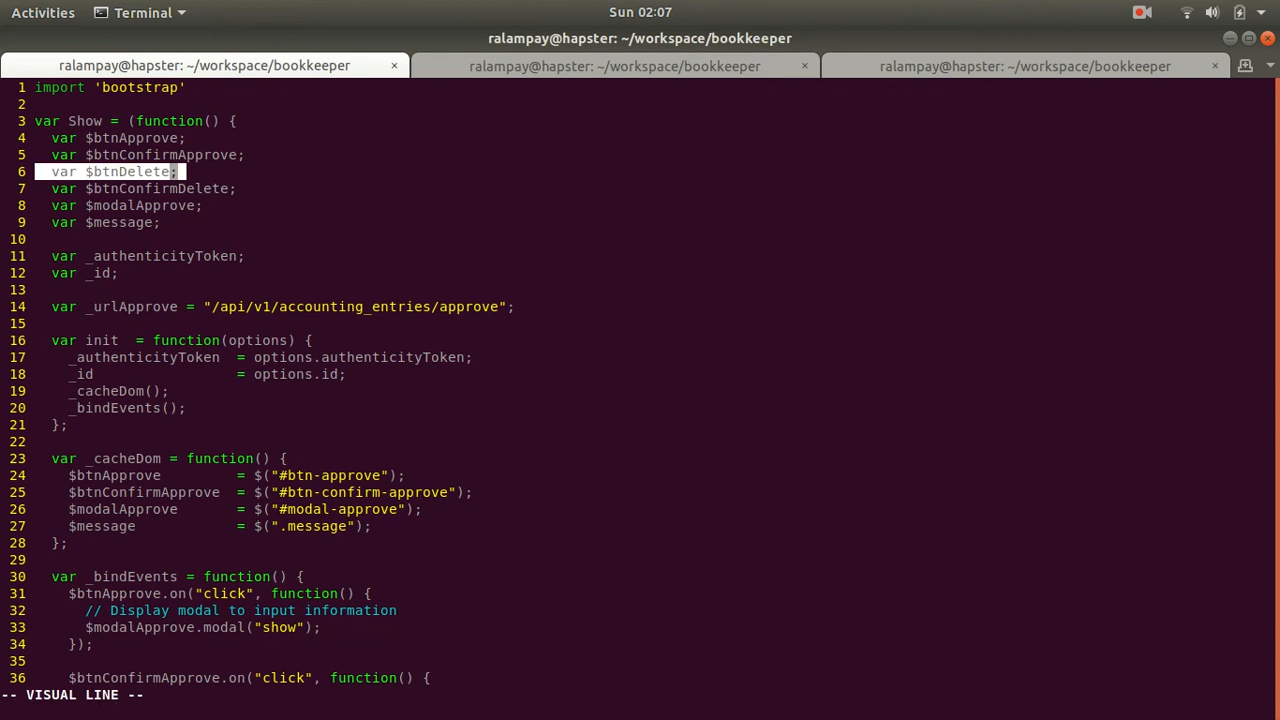 Activities Terminal Sun 02:07
ralampay@hapster: ~/workspace/bookkeeper
ralampay@hapster: ~/workspace/bookkeeper × ralampay@hapster: ~/workspace/bookkeeper × ralampay@hapster: ~/workspace/bookkeeper ×
1 import 'bootstrap'
2
3 var Show = (function() {
4   var $btnApprove;
5   var $btnConfirmApprove;
6   var $btnDelete;
7   var $btnConfirmDelete;
8   var $modalApprove;
9   var $message;
10
11   var _authenticityToken;
12   var _id;
13
14   var _urlApprove = "/api/v1/accounting_entries/approve";
15
16   var init  = function(options) {
17     _authenticityToken  = options.authenticityToken;
18     _id                 = options.id;
19     _cacheDom();
20     _bindEvents();
21   };
22
23   var _cacheDom = function() {
24     $btnApprove         = $("#btn-approve");
25     $btnConfirmApprove  = $("#btn-confirm-approve");
26     $modalApprove       = $("#modal-approve");
27     $message            = $(".message");
28   };
29
30   var _bindEvents = function() {
31     $btnApprove.on("click", function() {
32       // Display modal to input information
33       $modalApprove.modal("show");
34     });
35
36     $btnConfirmApprove.on("click", function() {
-- VISUAL LINE --